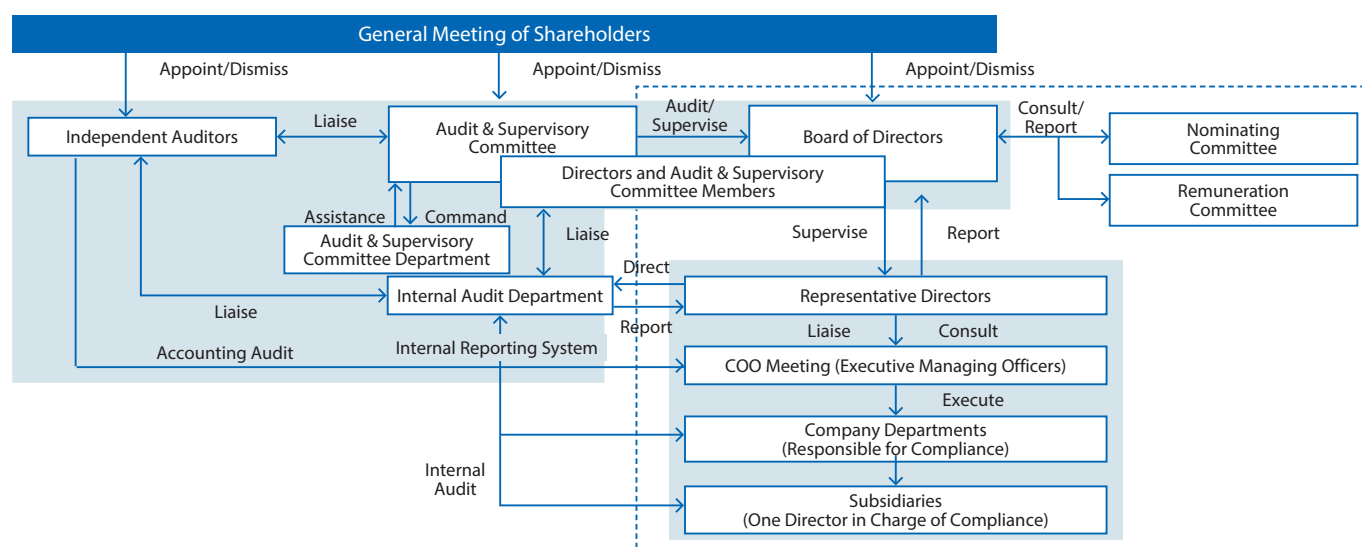 General Meeting of Shareholders
Appoint/Dismiss
Appoint/Dismiss
Appoint/Dismiss
Independent Auditors
Liaise
Audit & Supervisory
Committee
Audit/
Supervise
Board of Directors
Consult/
Report
Nominating
Committee
Directors and Audit & Supervisory
Committee Members
Remuneration
Committee
Assistance
Command
Audit & Supervisory
Committee Department
Liaise
Supervise
Report
Direct
Internal Audit Department
Representative Directors
Liaise
Report
Liaise
Consult
Accounting Audit
Internal Reporting System
COO Meeting (Executive Managing Officers)
Execute
Company Departments
(Responsible for Compliance)
Internal
Audit
Subsidiaries
(One Director in Charge of Compliance)